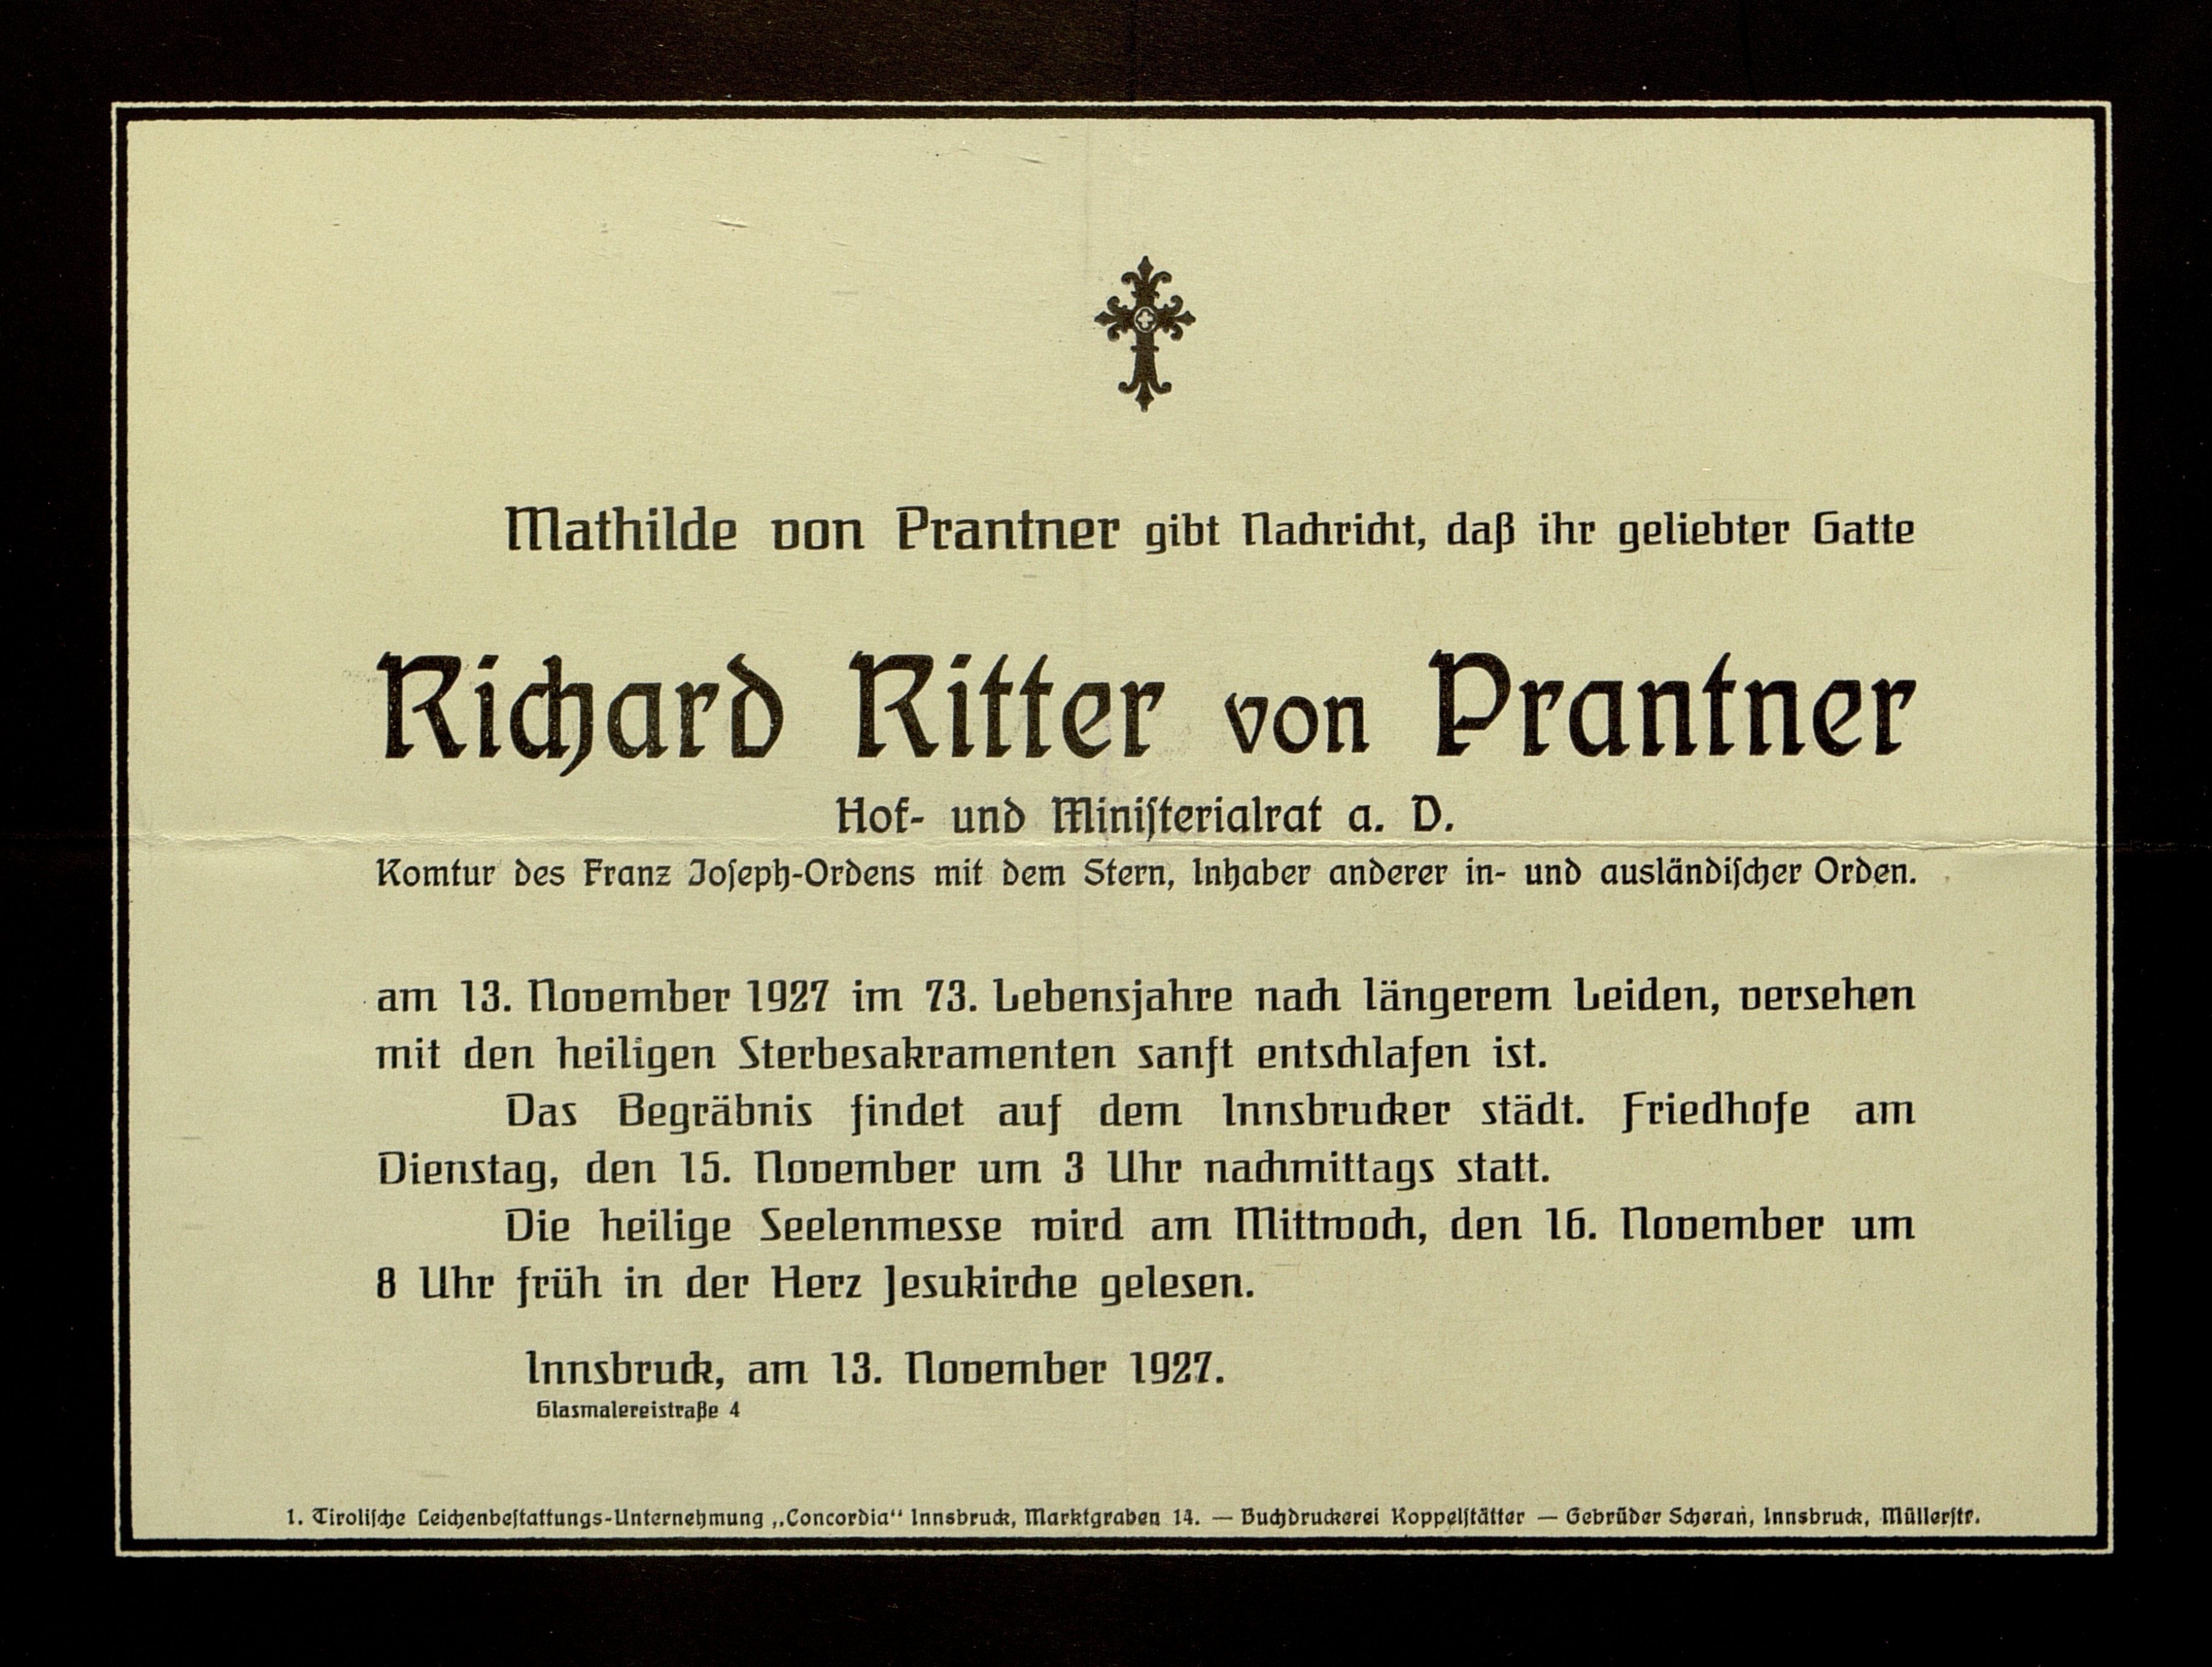 Mathilde von Prantner gibt Nachricht, daß ihr geliebter Gatte
Richard Ritter von Prantner
Hof- und Miniſterialrat a. D.
Komtur des Franz Joſeph-Ordens mit dem Stern, Inhaber anderer in- und ausländiſcher Orden.
am 13. November 1927 im 73. Lebensjahre nach längerem Leiden, versehen
mit den heiligen Sterbesakramenten sanft entschlafen ist.
Das Begräbnis findet auf dem Innsbrucker städt. Friedhofe am
Dienstag, den 15. November um 3 Uhr nachmittags statt.
Die heilige Seelenmesse wird am Mittwoch, den 16. November um
8 Uhr früh in der Herz Jesukirche gelesen.
Innsbruck, am 13. November 1927.
Glasmalereistraße 4
1. Tiroliſche Leichenbeſtattungs-Unternehmung „Concordia“ Innsbruck, Marktgraben 14. — Buchdruckerei Koppelſtätter — Gebrüder Scheran, Innsbruck, Müllerſtr.